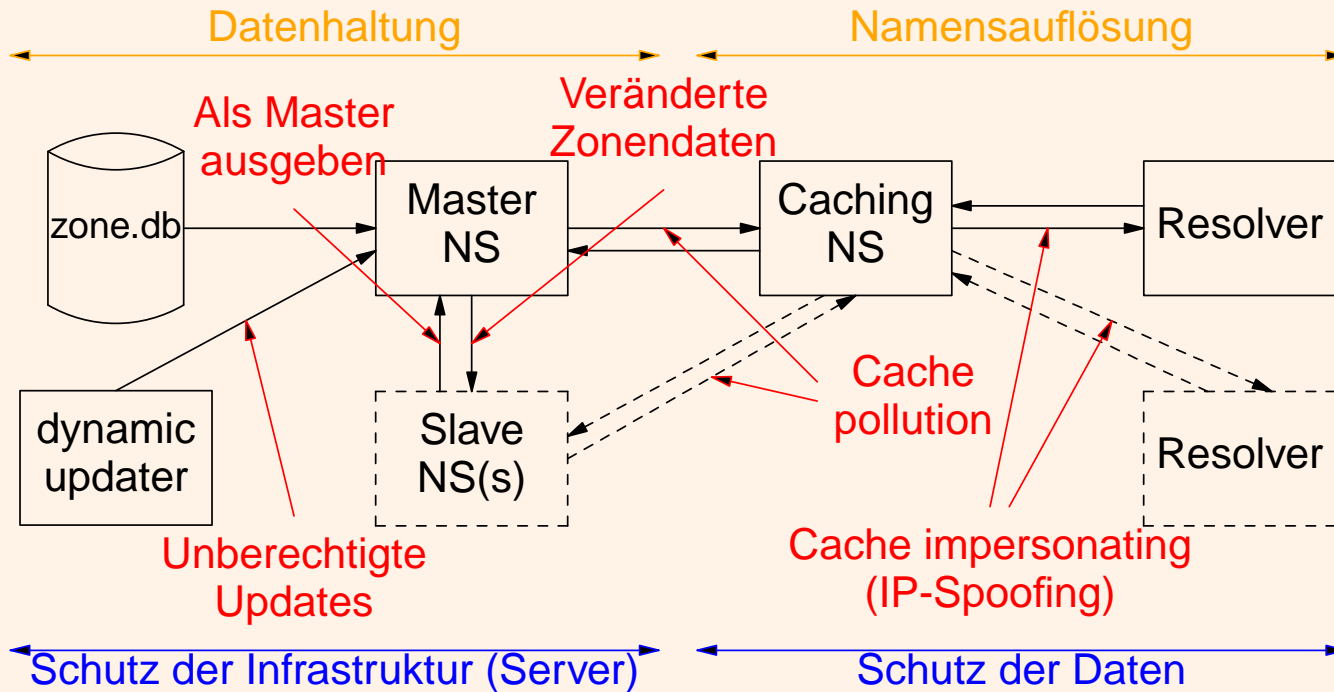 Datenhaltung
Namensauflösung
Als Master
ausgeben
Veränderte
Zonendaten
zone.db
Master
NS
Caching
NS
Resolver
dynamic
updater
Slave
NS(s)
Cache
pollution
Resolver
Unberechtigte
Updates
Cache impersonating
(IP-Spoofing)
Schutz der Infrastruktur (Server)
Schutz der Daten